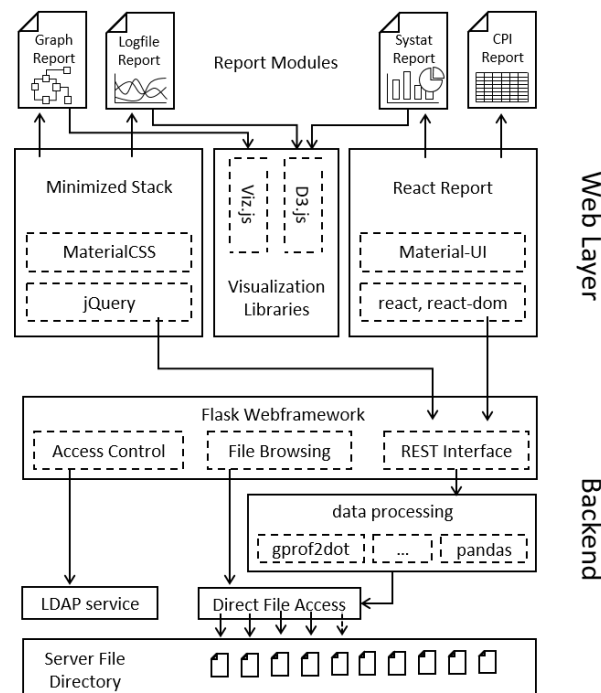 Graph
Report
Logfile
Report
Report Modules
Systat
Report
CPI
Report
Minimized Stack
MaterialCSS
jQuery
Viz.js
D3.js
Visualization
Libraries
React Report
Material-UI
react, react-dom
Web Layer
Flask Webframework
Access Control
File Browsing
REST Interface
data processing
gprof2dot
...
pandas
Backend
LDAP service
Direct File Access
Server File
Directory